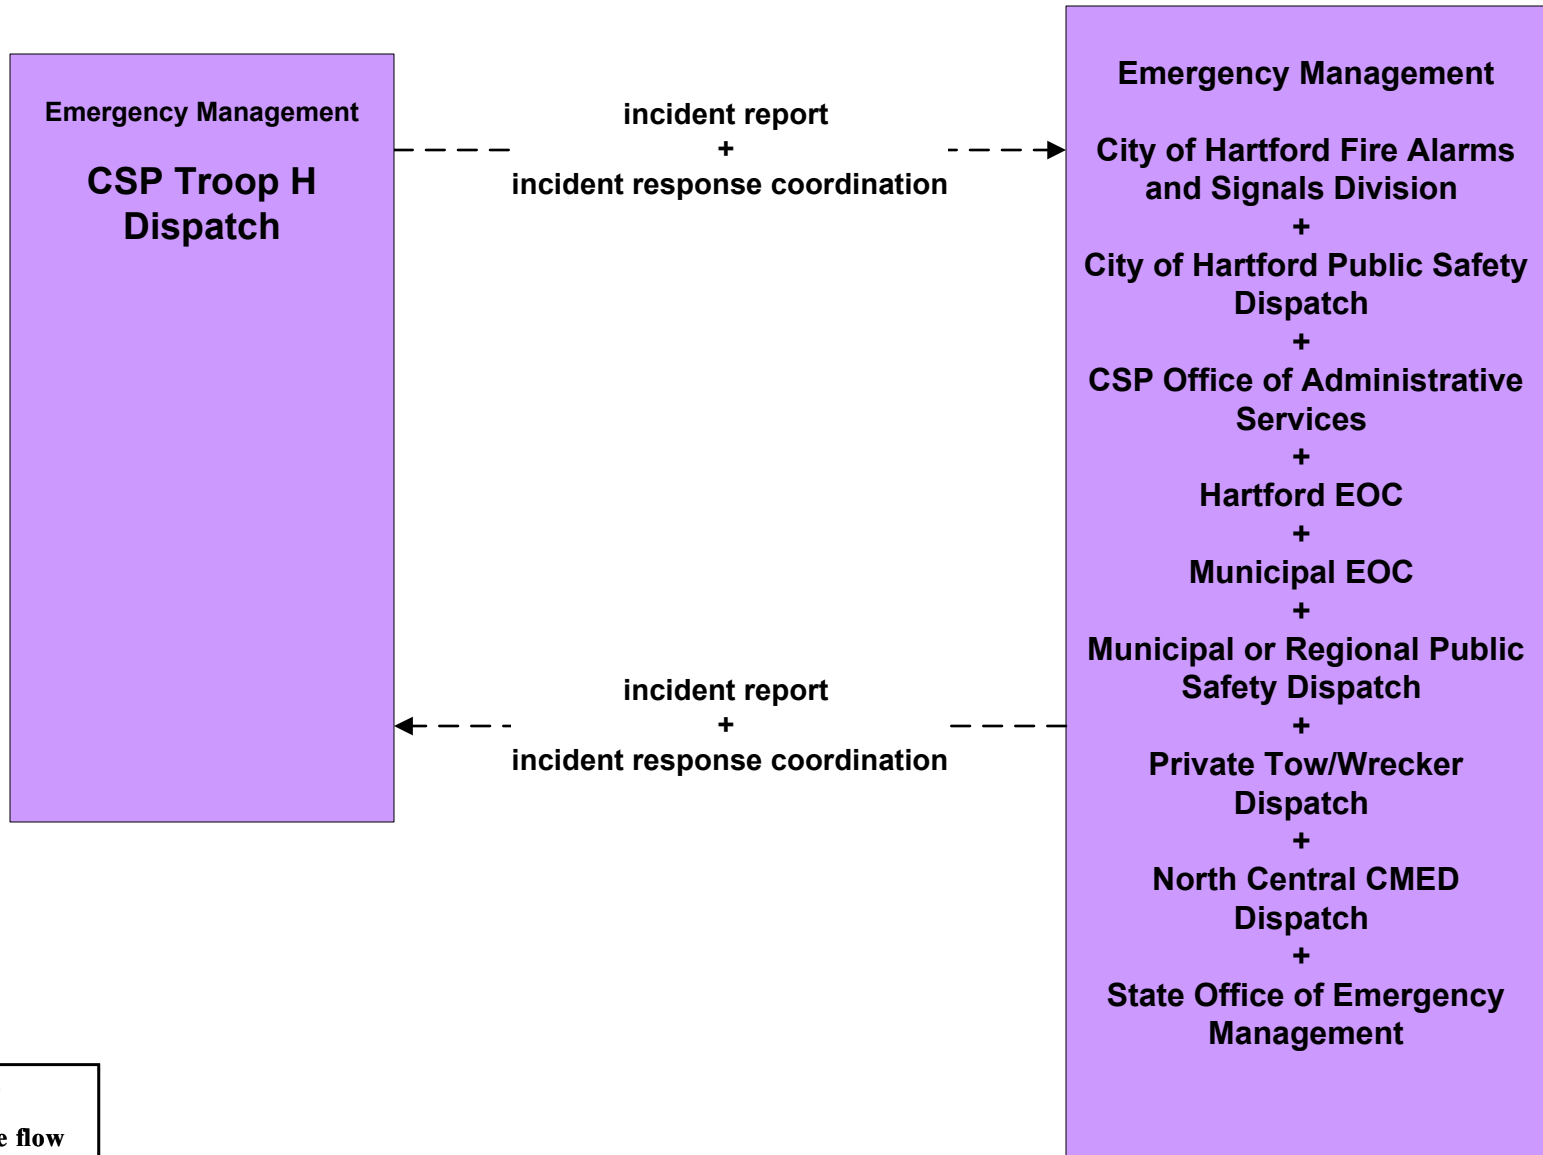 Emergency Management
CSP Troop H
Dispatch
incident report
+
incident response coordination
Emergency Management
City of Hartford Fire Alarms
and Signals Division
+
City of Hartford Public Safety
Dispatch
+
CSP Office of Administrative
Services
+
Hartford EOC
+
Municipal EOC
+
Municipal or Regional Public
Safety Dispatch
+
Private Tow/Wrecker
Dispatch
+
North Central CMED
Dispatch
+
State Office of Emergency
Management
incident report
+
incident response coordination
flow